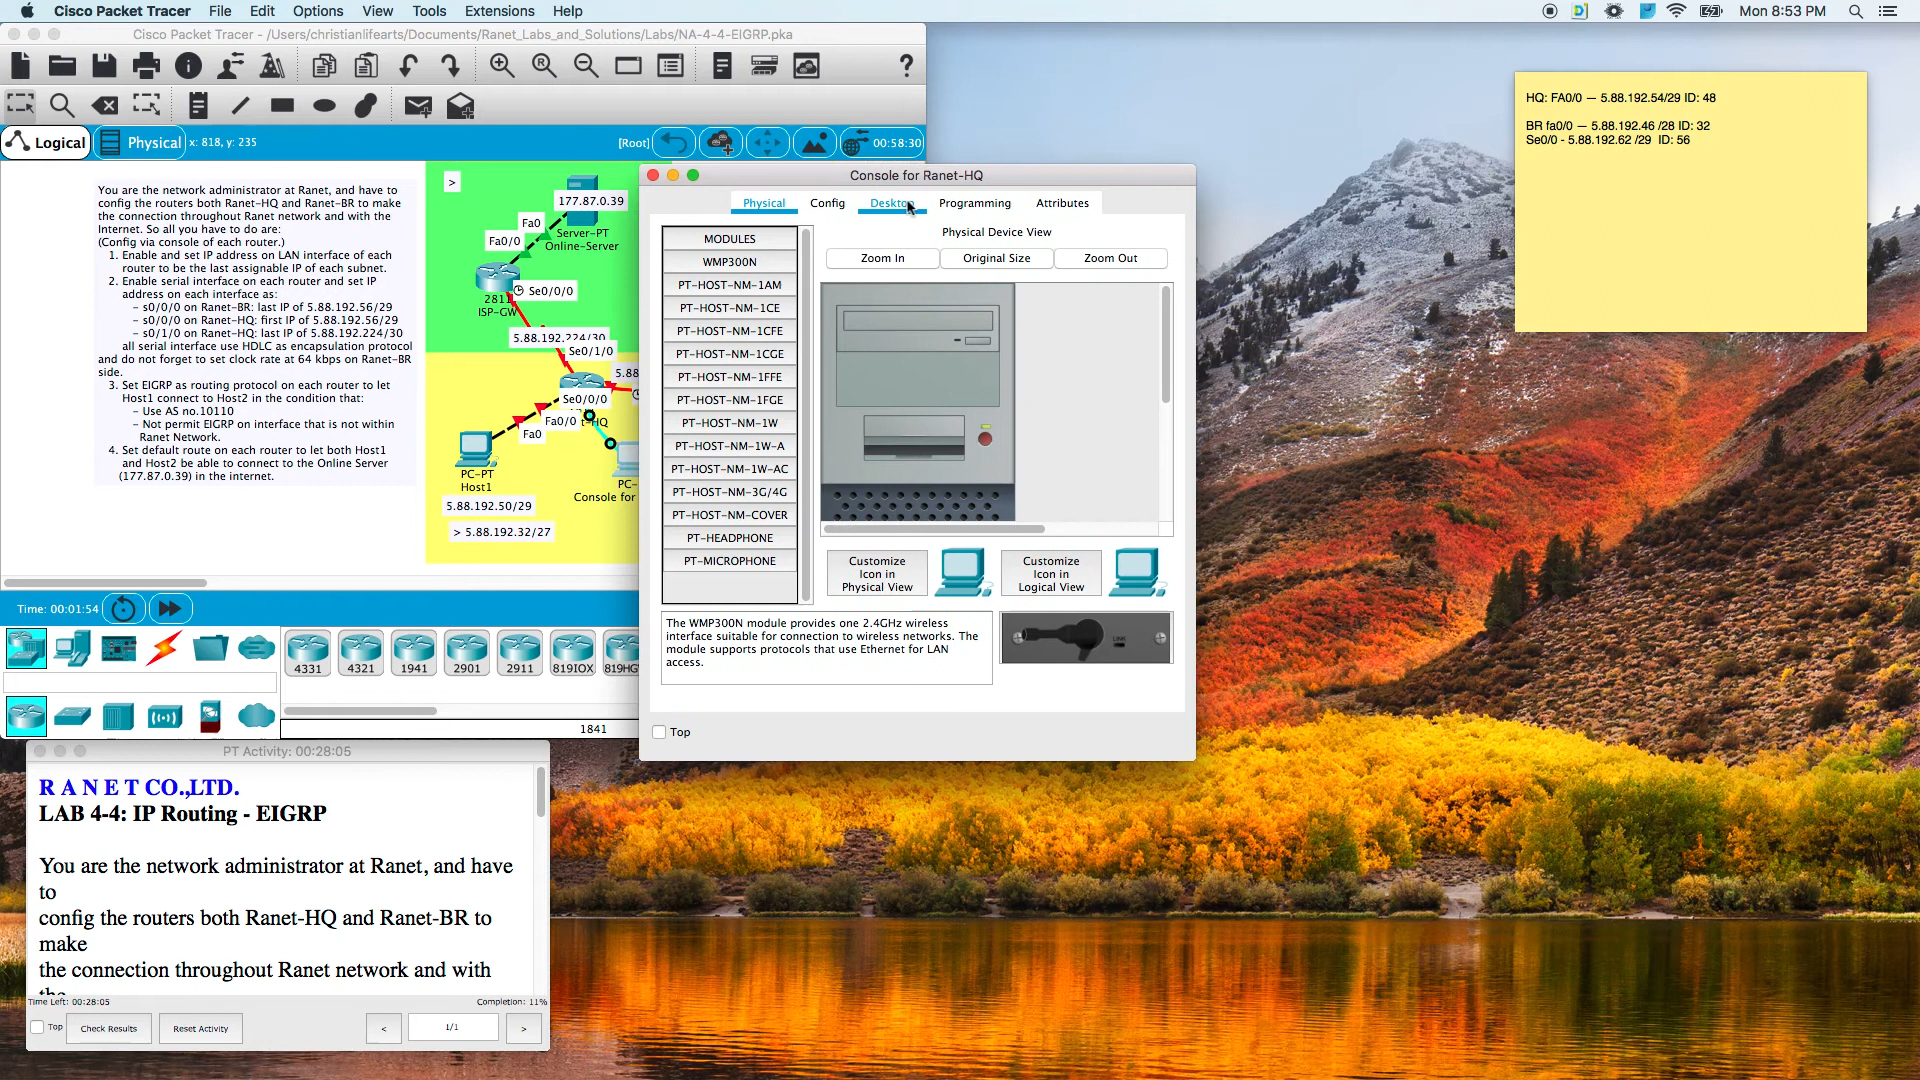 Cisco Packet Tracer File Edit Options View Tools Extensions Help
Mon 8:53 PM
Cisco Packet Tracer - /Users/christianlifearts/Documents/Ranet_Labs_and_Solutions/Labs/NA-4-4-EIGRP.pka
Logical Physical x: 818, y: 235
[Root] 00:58:30
You are the network administrator at Ranet, and have to
config the routers both Ranet-HQ and Ranet-BR to make
the connection throughout Ranet network and with the
Internet. So all you have to do are:
(Config via console of each router.)
1. Enable and set IP address on LAN interface of each
router to be the last assignable IP of each subnet.
2. Enable serial interface on each router and set IP
address on each interface as:
- s0/0/0 on Ranet-BR: last IP of 5.88.192.56/29
- s0/0/0 on Ranet-HQ: first IP of 5.88.192.56/29
- s0/1/0 on Ranet-HQ: last IP of 5.88.192.224/30
all serial interface use HDLC as encapsulation protocol
and do not forget to set clock rate at 64 kbps on Ranet-BR
side.
3. Set EIGRP as routing protocol on each router to let
Host1 connect to Host2 in the condition that:
- Use AS no.10110
- Not permit EIGRP on interface that is not within
Ranet Network.
4. Set default route on each router to let both Host1
and Host2 be able to connect to the Online Server
(177.87.0.39) in the internet.
>
177.87.0.39
Fa0
Server-PT
Online-Server
Fa0/0
Se0/0/0
2811
ISP-GW
5.88.192.224/30
Se0/1/0
5.88
Se0/0/0
Fa0/0
t-HQ
Fa0
PC-PT
Host1
PC-
Console for
5.88.192.50/29
> 5.88.192.32/27
Time: 00:01:54
4331 4321 1941 2901 2911 819IOX 819HG
1841
Console for Ranet-HQ
Physical Config Desktop Programming Attributes
MODULES
WMP300N
PT-HOST-NM-1AM
PT-HOST-NM-1CE
PT-HOST-NM-1CFE
PT-HOST-NM-1CGE
PT-HOST-NM-1FFE
PT-HOST-NM-1FGE
PT-HOST-NM-1W
PT-HOST-NM-1W-A
PT-HOST-NM-1W-AC
PT-HOST-NM-3G/4G
PT-HOST-NM-COVER
PT-HEADPHONE
PT-MICROPHONE
Physical Device View
Zoom In Original Size Zoom Out
Customize
Icon in
Physical View
Customize
Icon in
Logical View
The WMP300N module provides one 2.4GHz wireless
interface suitable for connection to wireless networks. The
module supports protocols that use Ethernet for LAN
access.
LINK
Top
HQ: FA0/0 — 5.88.192.54/29 ID: 48
BR fa0/0 — 5.88.192.46 /28 ID: 32
Se0/0 - 5.88.192.62 /29 ID: 56
PT Activity: 00:28:05
R A N E T CO.,LTD.
LAB 4-4: IP Routing - EIGRP
You are the network administrator at Ranet, and have
to
config the routers both Ranet-HQ and Ranet-BR to
make
the connection throughout Ranet network and with
the
Time Left: 00:28:05
Completion: 11%
Top Check Results Reset Activity < 1/1 >